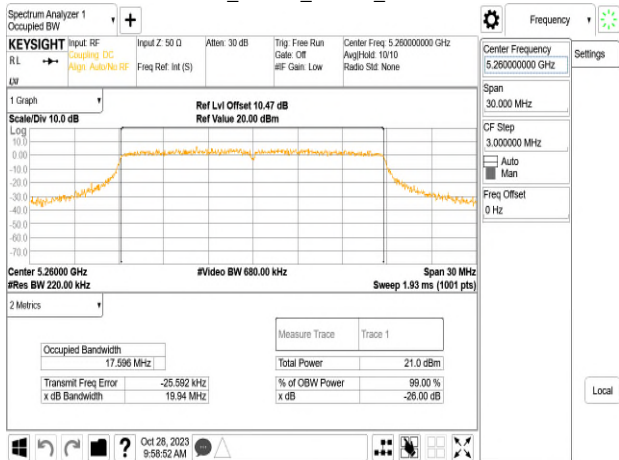 Spectrum Analyzer 1
Occupied BW
Frequency
KEYSIGHT
RL
Input: RF
Coupling: DC
Align: Auto/No RF
Input Z: 50 Ω
Freq Ref: Int (S)
Atten: 30 dB
Trig: Free Run
Gate: Off
#IF Gain: Low
Center Freq: 5.260000000 GHz
Avg|Hold: 10/10
Radio Std: None
LXI
Center Frequency
5.260000000 GHz
Settings
Span
30.000 MHz
CF Step
3.000000 MHz
Auto
Man
Freq Offset
0 Hz
1 Graph
Scale/Div 10.0 dB
Ref Lvl Offset 10.47 dB
Ref Value 20.00 dBm
Log
10.0
0.00
-10.0
-20.0
-30.0
-40.0
-50.0
-60.0
-70.0
Center 5.26000 GHz
#Video BW 680.00 kHz
Span 30 MHz
#Res BW 220.00 kHz
Sweep 1.93 ms (1001 pts)
2 Metrics
Measure Trace Trace 1
Occupied Bandwidth
17.596 MHz
Total Power 21.0 dBm
Transmit Freq Error -25.592 kHz
% of OBW Power 99.00 %
x dB Bandwidth 19.94 MHz
x dB -26.00 dB
Local
?
Oct 28, 2023
9:58:52 AM